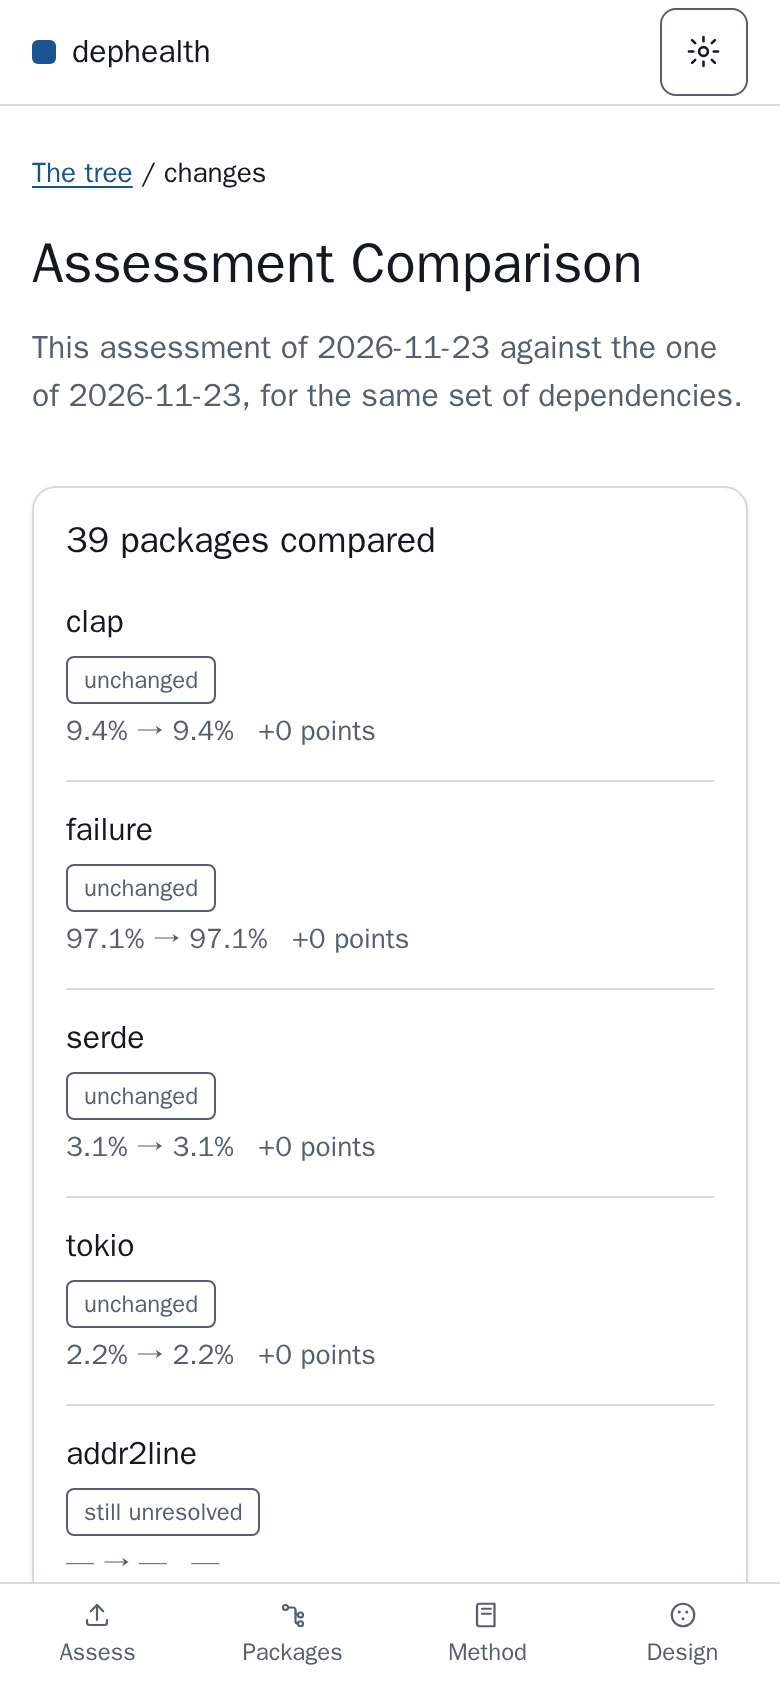 dephealth
The tree / changes
Assessment Comparison
This assessment of 2026-11-23 against the one
of 2026-11-23, for the same set of dependencies.
39 packages compared
clap
unchanged
9.4% → 9.4% +0 points
failure
unchanged
97.1% → 97.1% +0 points
serde
unchanged
3.1% → 3.1% +0 points
tokio
unchanged
2.2% → 2.2% +0 points
addr2line
still unresolved
— → — —
Assess Packages Method Design